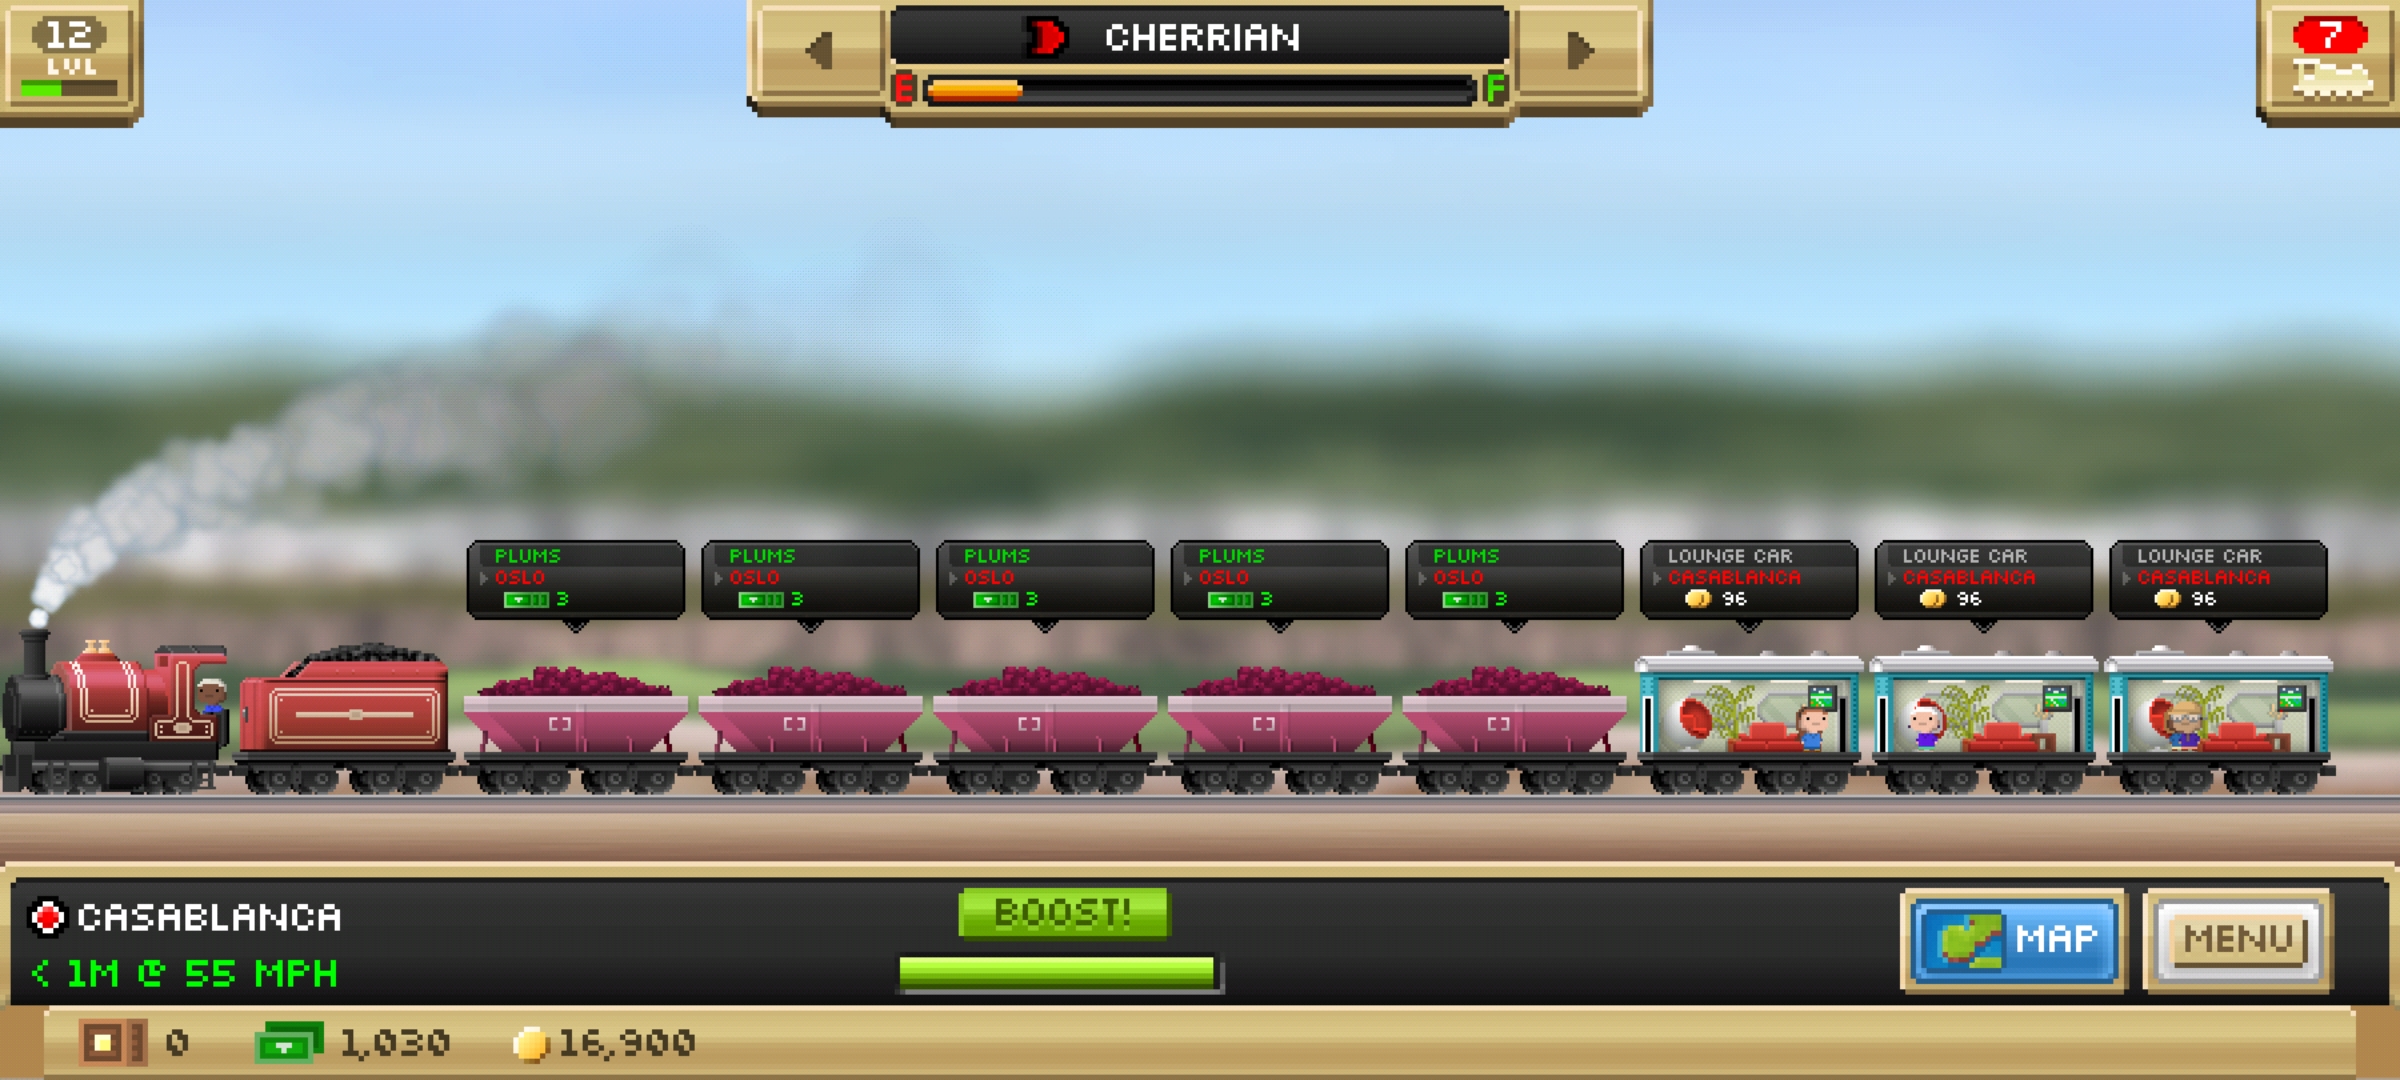 12
LVL
CHERRIAN
E F
7
PLUMS
OSLO
3
PLUMS
OSLO
3
PLUMS
OSLO
3
PLUMS
OSLO
3
PLUMS
OSLO
3
LOUNGE CAR
CASABLANCA
96
LOUNGE CAR
CASABLANCA
96
LOUNGE CAR
CASABLANCA
96
CASABLANCA
< 1M @ 55 MPH
BOOST!
MAP
MENU
0 1,030 16,900